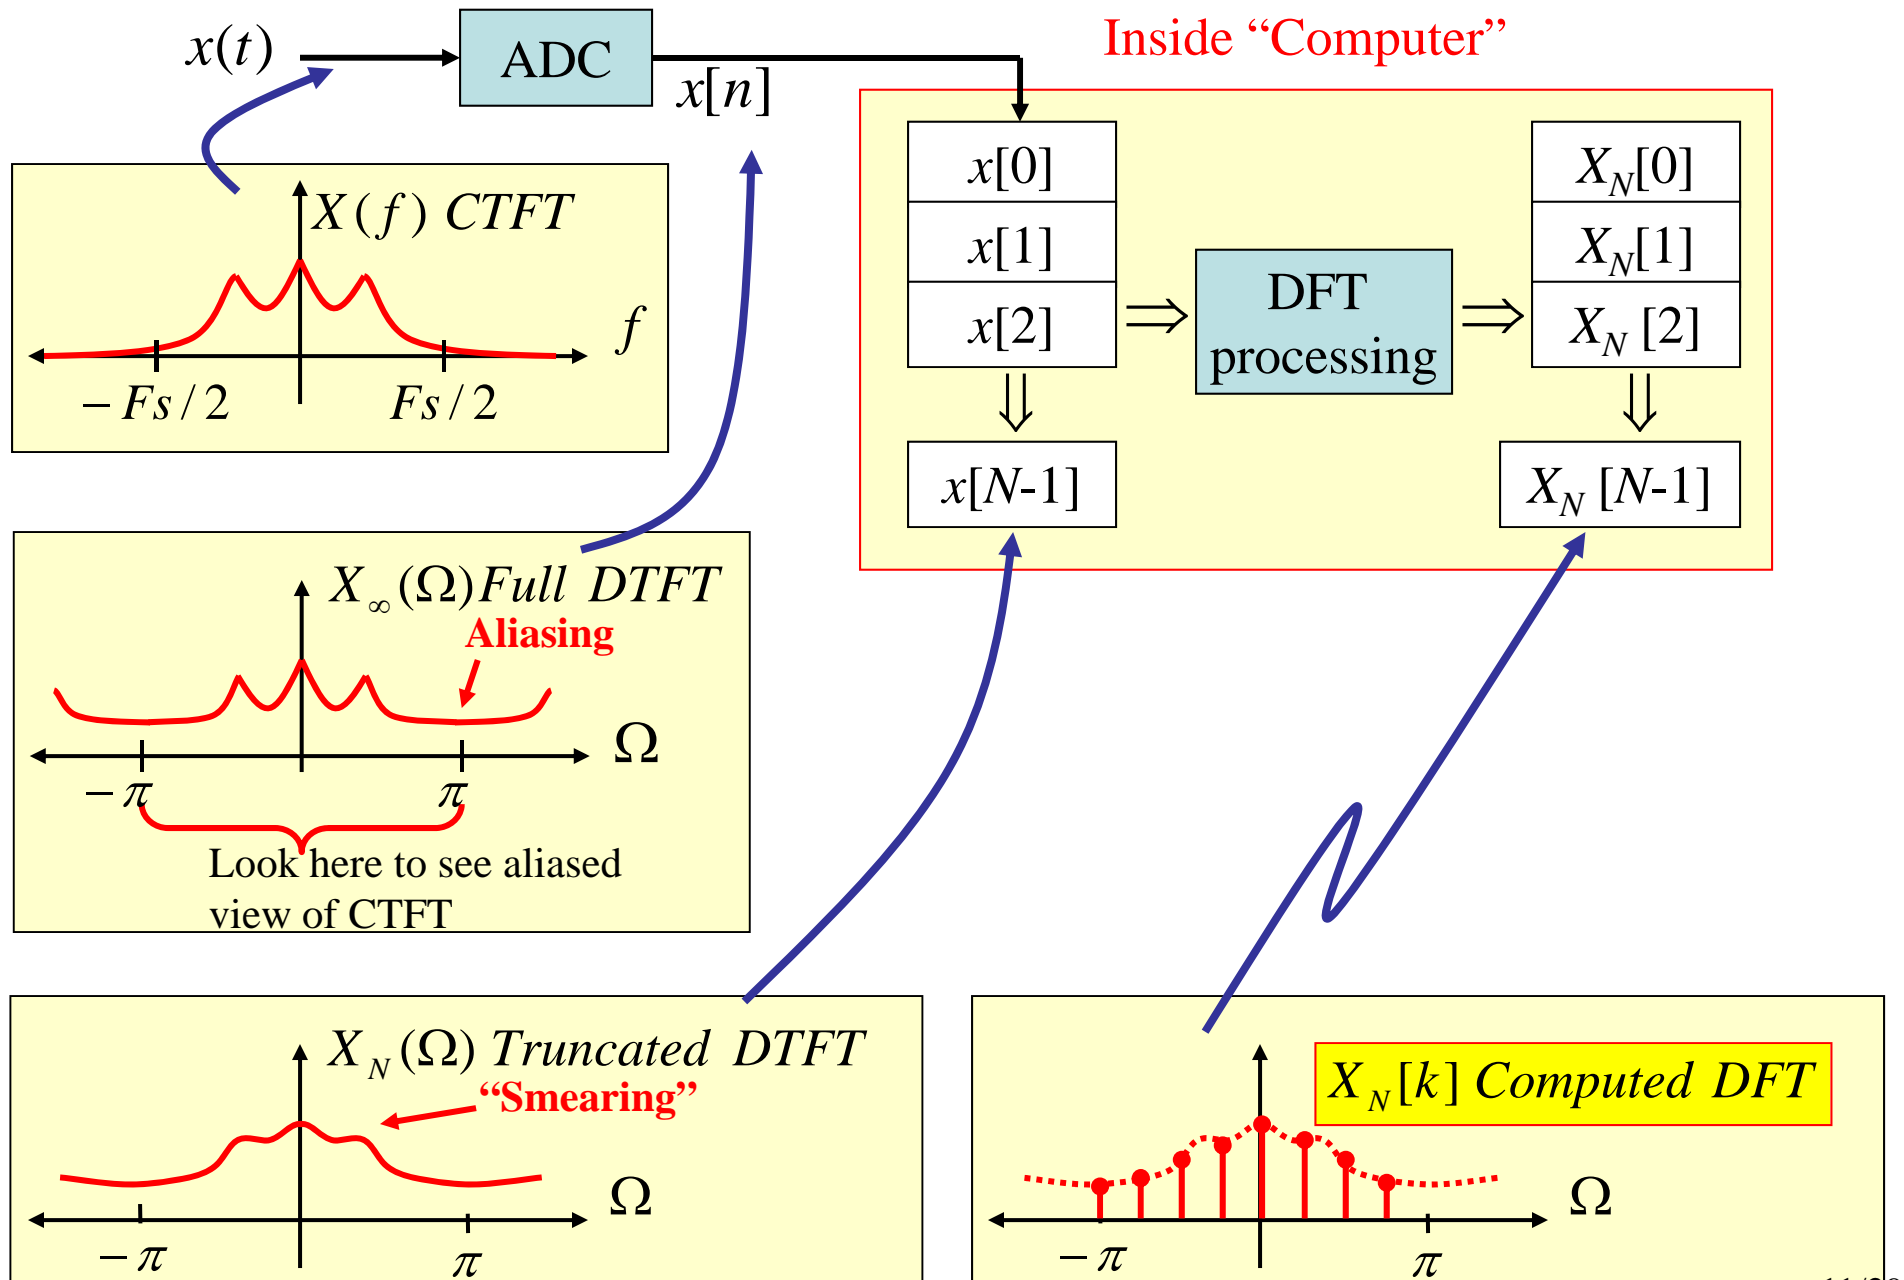 x(t)
ADC
x[n]
Inside “Computer”
x[0]
x[1]
x[2]
x[N-1]
DFT
processing
X_N[0]
X_N[1]
X_N [2]
X_N [N-1]
X(f) CTFT
f
– Fs / 2
Fs / 2
X_∞(Ω) Full DTFT
Aliasing
Ω
– π
π
Look here to see aliased
view of CTFT
X_N(Ω) Truncated DTFT
“Smearing”
Ω
– π
π
X_N[k] Computed DFT
Ω
– π
π